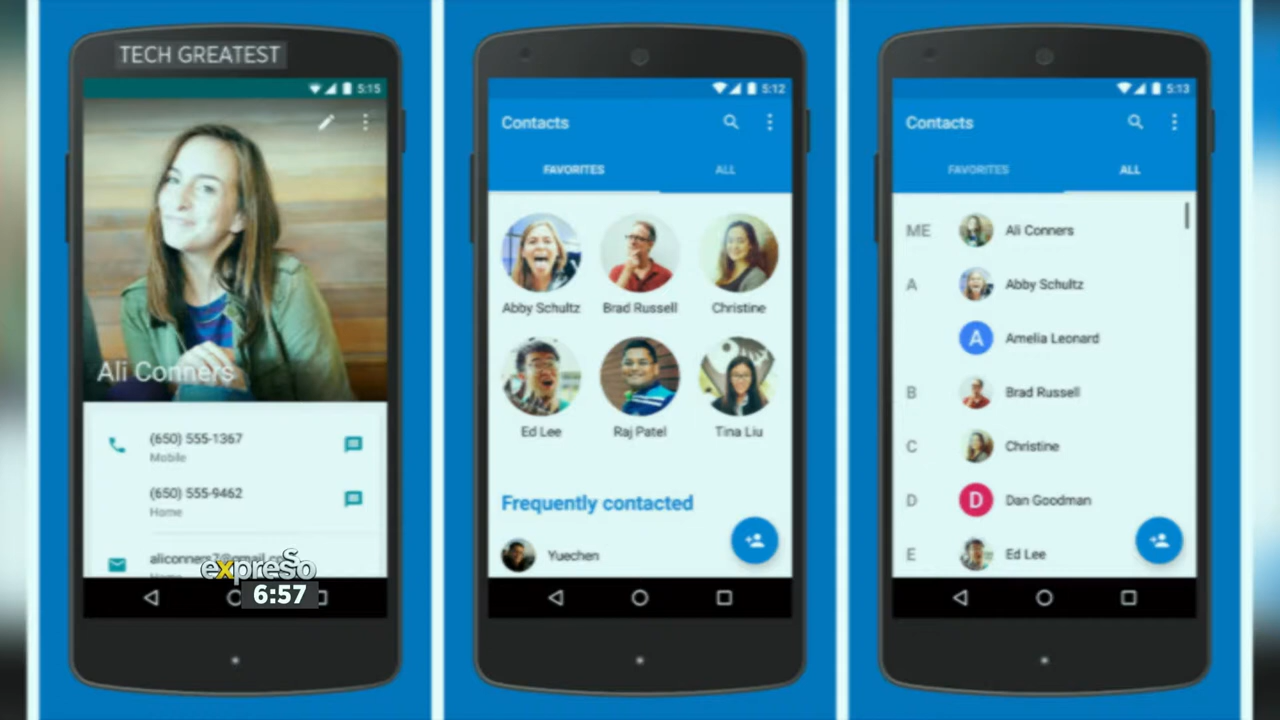 TECH GREATEST
5:15
Ali Conners
(650) 555-1367
Mobile
(650) 555-9462
Home
expreSSo
6:57
5:12
Contacts
FAVORITES ALL
Abby Schultz Brad Russell Christine
Ed Lee Raj Patel Tina Liu
Frequently contacted
Yuechen
5:13
Contacts
FAVORITES ALL
ME Ali Conners
A Abby Schultz
A Amelia Leonard
B Brad Russell
C Christine
D D Dan Goodman
E Ed Lee